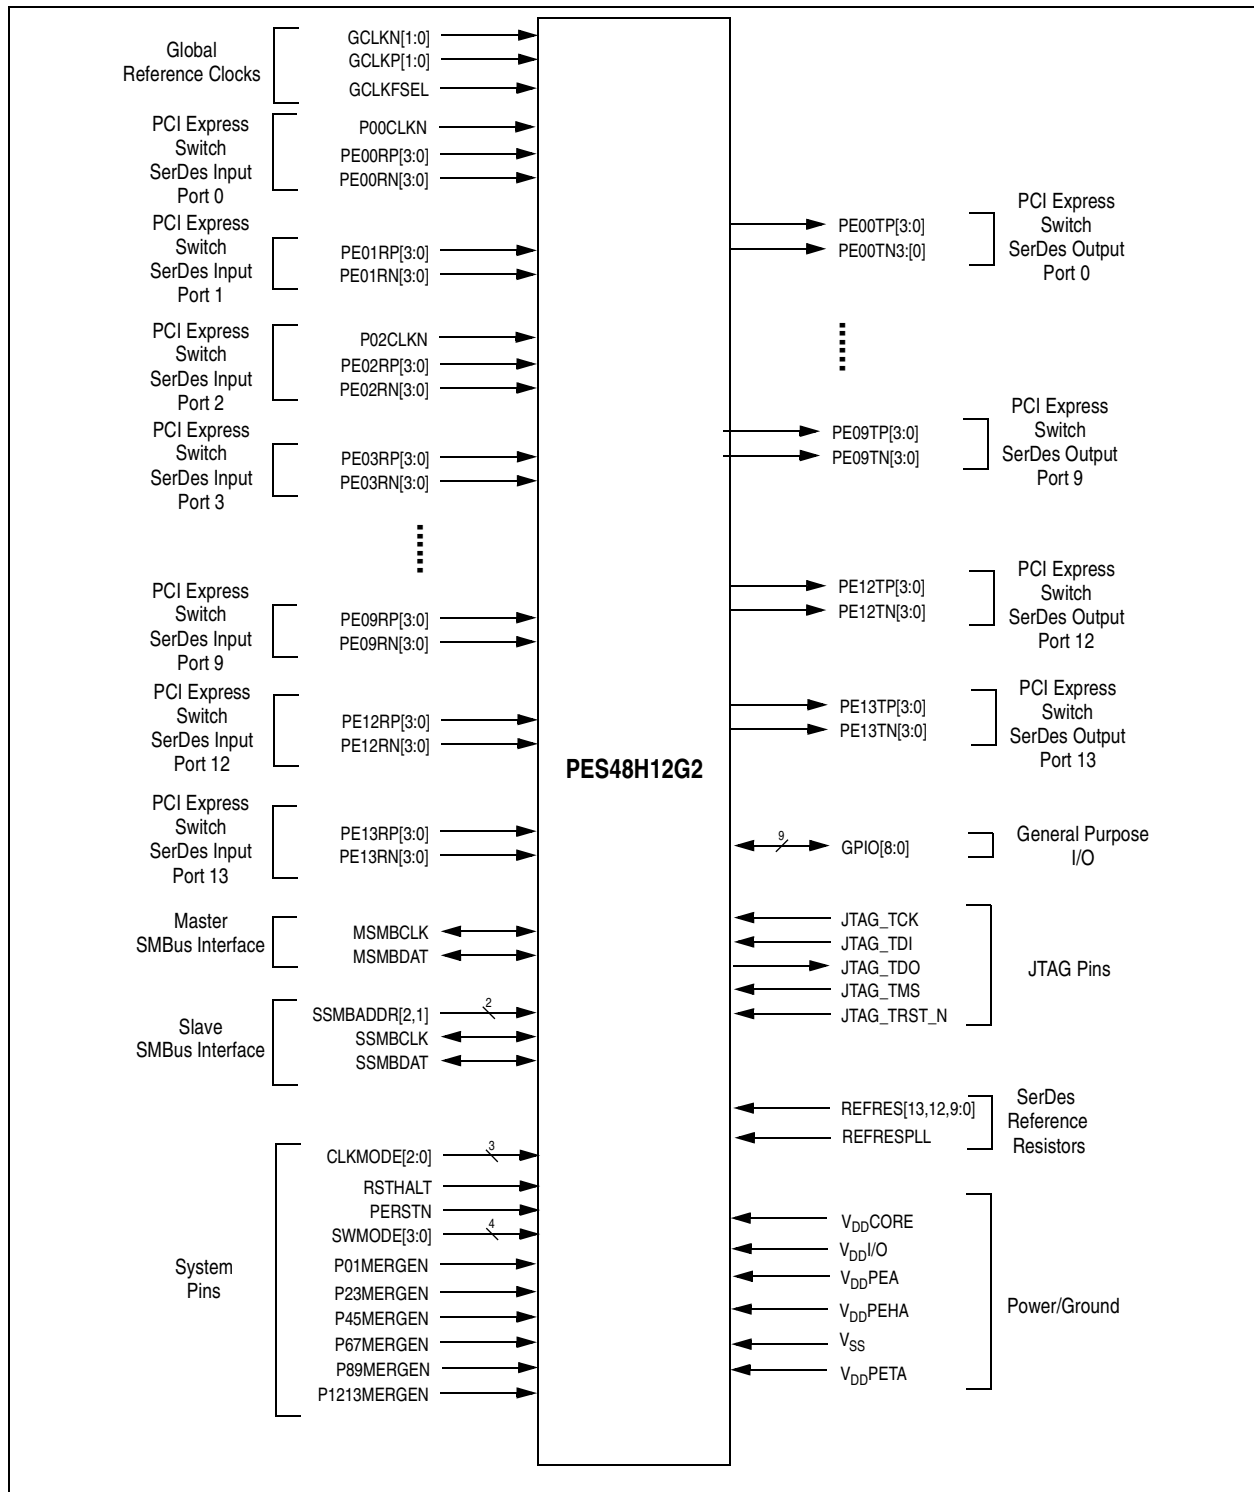 Global
Reference Clocks
GCLKN[1:0]
GCLKP[1:0]
GCLKFSEL
PCI Express
Switch
SerDes Input
Port 0
P00CLKN
PE00RP[3:0]
PE00RN[3:0]
PCI Express
Switch
SerDes Input
Port 1
PE01RP[3:0]
PE01RN[3:0]
PCI Express
Switch
SerDes Input
Port 2
P02CLKN
PE02RP[3:0]
PE02RN[3:0]
PCI Express
Switch
SerDes Input
Port 3
PE03RP[3:0]
PE03RN[3:0]
PCI Express
Switch
SerDes Input
Port 9
PE09RP[3:0]
PE09RN[3:0]
PCI Express
Switch
SerDes Input
Port 12
PE12RP[3:0]
PE12RN[3:0]
PCI Express
Switch
SerDes Input
Port 13
PE13RP[3:0]
PE13RN[3:0]
Master
SMBus Interface
MSMBCLK
MSMBDAT
Slave
SMBus Interface
SSMBADDR[2,1]
2
SSMBCLK
SSMBDAT
System
Pins
CLKMODE[2:0]
3
RSTHALT
PERSTN
SWMODE[3:0]
4
P01MERGEN
P23MERGEN
P45MERGEN
P67MERGEN
P89MERGEN
P1213MERGEN
PES48H12G2
PE00TP[3:0]
PE00TN3:[0]
PCI Express
Switch
SerDes Output
Port 0
PE09TP[3:0]
PE09TN[3:0]
PCI Express
Switch
SerDes Output
Port 9
PE12TP[3:0]
PE12TN[3:0]
PCI Express
Switch
SerDes Output
Port 12
PE13TP[3:0]
PE13TN[3:0]
PCI Express
Switch
SerDes Output
Port 13
9
GPIO[8:0]
General Purpose
I/O
JTAG_TCK
JTAG_TDI
JTAG_TDO
JTAG_TMS
JTAG_TRST_N
JTAG Pins
REFRES[13,12,9:0]
REFRESPLL
SerDes
Reference
Resistors
VDDCORE
VDDI/O
VDDPEA
VDDPEHA
VSS
VDDPETA
Power/Ground